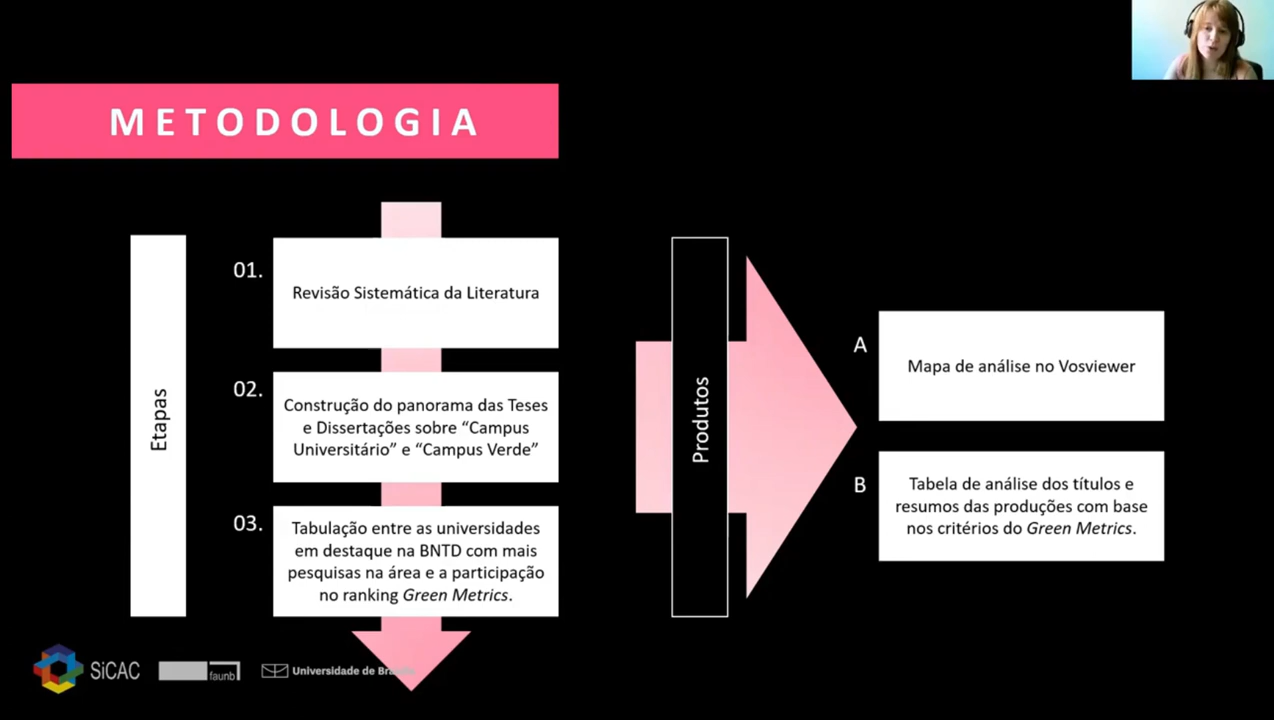 METODOLOGIA
Etapas
01.
Revisão Sistemática da Literatura
02.
Construção do panorama das Teses
e Dissertações sobre “Campus
Universitário” e “Campus Verde”
03.
Tabulação entre as universidades
em destaque na BNTD com mais
pesquisas na área e a participação
no ranking Green Metrics.
Produtos
A
Mapa de análise no Vosviewer
B
Tabela de análise dos títulos e
resumos das produções com base
nos critérios do Green Metrics.
SiCAC
faunb
Universidade de